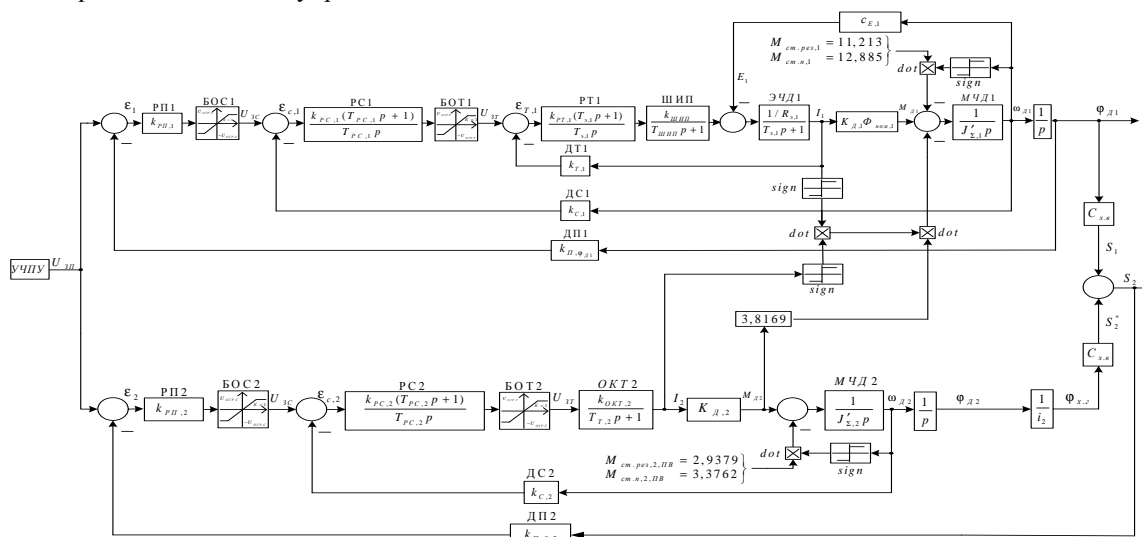 c E,1
M ст.рез,1 = 11,213
M ст.п,1 = 12,885
dot
sign
E 1
ε 1
РП1
k РП,1
БОС1
U ЗС
ε с,1
РС1
k РС,1 (T РС,1 p + 1)
T РС,1 p
БОТ1
U ЗТ
ε Т,1
РТ1
k РТ,1 (T э,1 p + 1)
T э,1 p
ШИП
k ШИП
T ШИП p + 1
ЭЧД1
1 / R э,1
T э,1 p + 1
I 1
K Д,1 Ф ном,1
M Д1
МЧД1
1
J′ Σ,1 p
ω Д1
1
p
φ Д1
ДТ1
k Т,1
sign
ДС1
k С,1
dot
dot
C х.в
ДП1
k П,φД1
S 1
УЧПУ
U ЗП
sign
S 2
3,8169
S 2 *
C х.в
ε 2
РП2
k РП,2
БОС2
U ЗС
ε с,2
РС2
k РС,2 (T РС,2 p + 1)
T РС,2 p
БОТ2
U ЗТ
ОКТ2
k ОКТ,2
T Т,2 p + 1
I 2
K Д,2
M Д2
МЧД2
1
J′ Σ,2 p
ω Д2
1
p
φ Д2
1
i 2
φ х.г
M ст.рез,2,ПВ = 2,9379
M ст.п,2,ПВ = 3,3762
dot
sign
ДС2
k С,2
ДП2